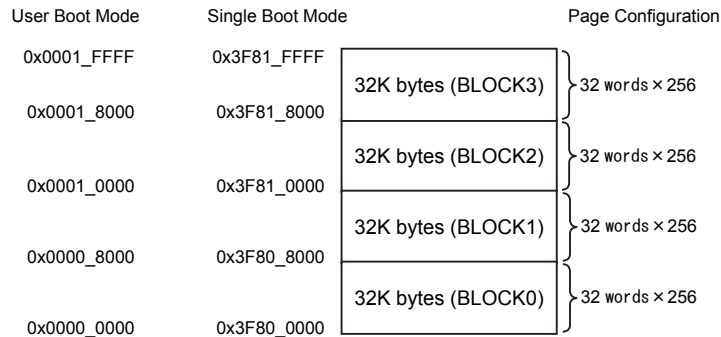 User Boot Mode Single Boot Mode Page Configuration
0x0001_FFFF 0x3F81_FFFF
32K bytes (BLOCK3) 32 words×256
0x0001_8000 0x3F81_8000
32K bytes (BLOCK2) 32 words×256
0x0001_0000 0x3F81_0000
32K bytes (BLOCK1) 32 words×256
0x0000_8000 0x3F80_8000
32K bytes (BLOCK0) 32 words×256
0x0000_0000 0x3F80_0000